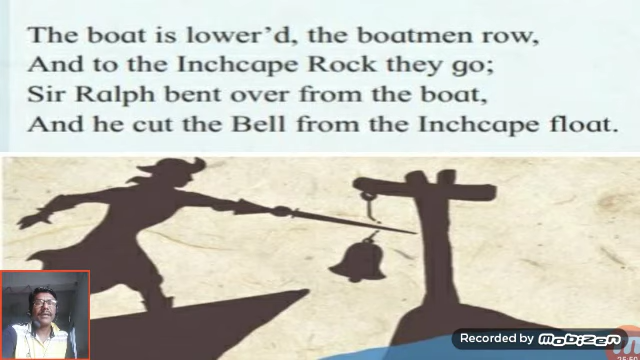 The boat is lower'd, the boatmen row,
And to the Inchcape Rock they go;
Sir Ralph bent over from the boat,
And he cut the Bell from the Inchcape float.
Recorded by mobizen